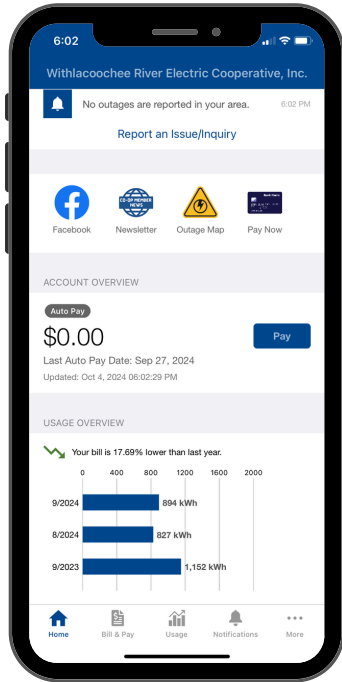 6:02
Withlacoochee River Electric Cooperative, Inc.
No outages are reported in your area. 6:02 PM
Report an Issue/Inquiry
CO-OP MEMBER
NEWS
Facebook Newsletter Outage Map Pay Now
ACCOUNT OVERVIEW
Auto Pay
$0.00
Pay
Last Auto Pay Date: Sep 27, 2024
Updated: Oct 4, 2024 06:02:29 PM
USAGE OVERVIEW
Your bill is 17.69% lower than last year.
0 400 800 1200 1600 2000
9/2024 894 kWh
8/2024 827 kWh
9/2023 1,152 kWh
Home Bill & Pay Usage Notifications More